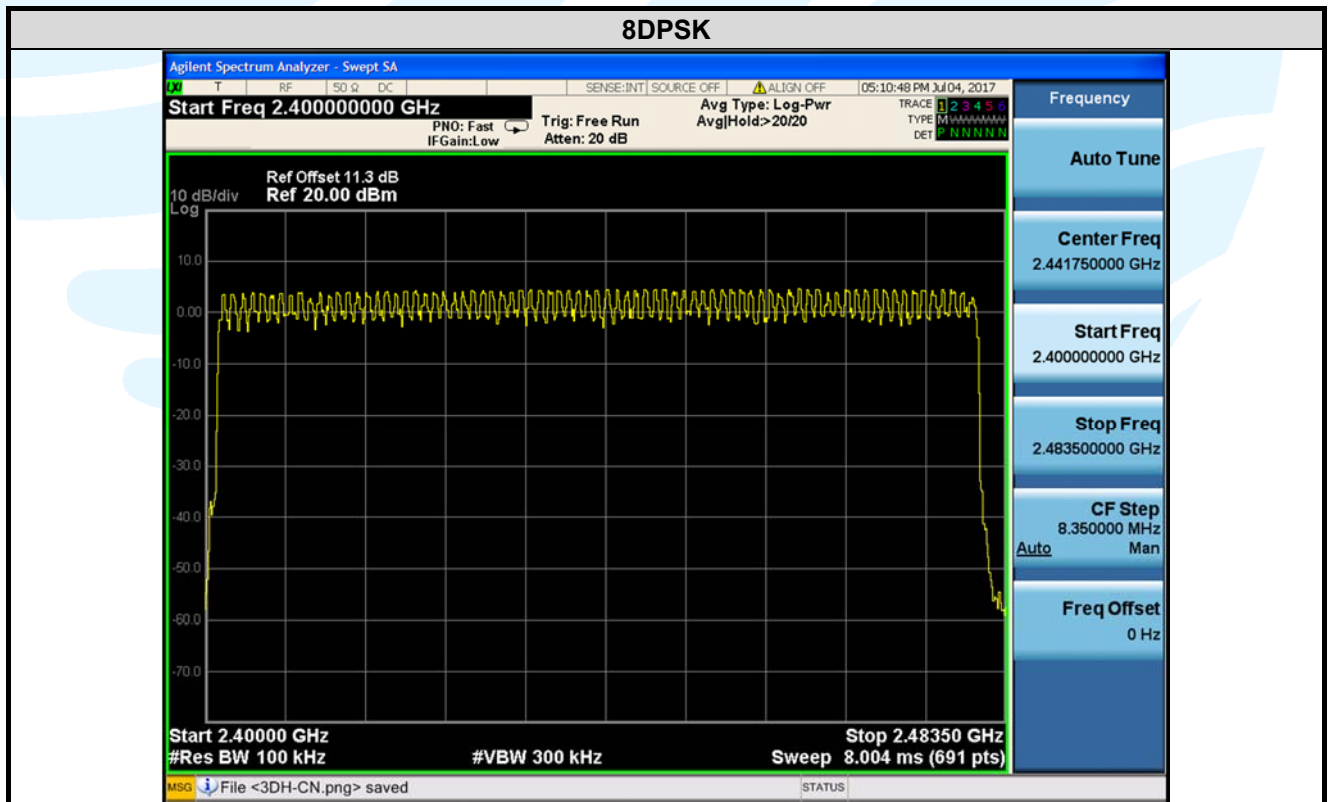 8DPSK
Agilent Spectrum Analyzer - Swept SA
LXI T RF 50 Ω DC SENSE:INT SOURCE OFF ALIGN OFF 05:10:48 PM Jul 04, 2017
Start Freq 2.400000000 GHz
PNO: Fast
IFGain:Low
Trig: Free Run
Atten: 20 dB
Avg Type: Log-Pwr
Avg|Hold:>20/20
TRACE 1 2 3 4 5 6
TYPE M WWWWW
DET P N N N N N
Frequency
Auto Tune
Center Freq
2.441750000 GHz
Start Freq
2.400000000 GHz
Stop Freq
2.483500000 GHz
CF Step
8.350000 MHz
Auto Man
Freq Offset
0 Hz
Ref Offset 11.3 dB
10 dB/div Ref 20.00 dBm
Log
10.0
0.00
-10.0
-20.0
-30.0
-40.0
-50.0
-60.0
-70.0
Start 2.40000 GHz Stop 2.48350 GHz
#Res BW 100 kHz #VBW 300 kHz Sweep 8.004 ms (691 pts)
MSG File <3DH-CN.png> saved STATUS